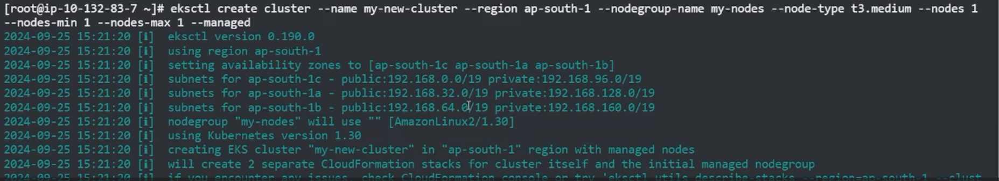 [root@ip-10-132-83-7 ~]# eksctl create cluster --name my-new-cluster --region ap-south-1 --nodegroup-name my-nodes --node-type t3.medium --nodes 1
--nodes-min 1 --nodes-max 1 --managed
2024-09-25 15:21:20 [ℹ]  eksctl version 0.190.0
2024-09-25 15:21:20 [ℹ]  using region ap-south-1
2024-09-25 15:21:20 [ℹ]  setting availability zones to [ap-south-1c ap-south-1a ap-south-1b]
2024-09-25 15:21:20 [ℹ]  subnets for ap-south-1c - public:192.168.0.0/19 private:192.168.96.0/19
2024-09-25 15:21:20 [ℹ]  subnets for ap-south-1a - public:192.168.32.0/19 private:192.168.128.0/19
2024-09-25 15:21:20 [ℹ]  subnets for ap-south-1b - public:192.168.64.0/19 private:192.168.160.0/19
2024-09-25 15:21:20 [ℹ]  nodegroup "my-nodes" will use "" [AmazonLinux2/1.30]
2024-09-25 15:21:20 [ℹ]  using Kubernetes version 1.30
2024-09-25 15:21:20 [ℹ]  creating EKS cluster "my-new-cluster" in "ap-south-1" region with managed nodes
2024-09-25 15:21:20 [ℹ]  will create 2 separate CloudFormation stacks for cluster itself and the initial managed nodegroup
2024-09-25 15:21:20 [ℹ]  if you encounter any issues, check CloudFormation console or try 'eksctl utils describe-stacks --region=ap-south-1 --clust